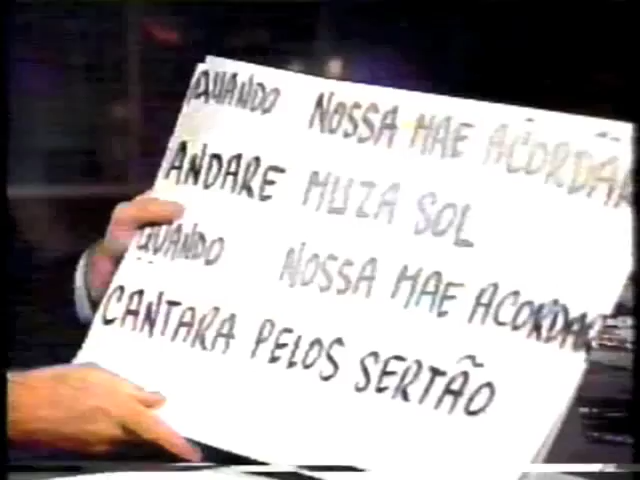 QUANDO NOSSA MAE ACORDAR
ANDARE MUZA SOL
QUANDO NOSSA MAE ACORDAR
CANTARA PELOS SERTÃO